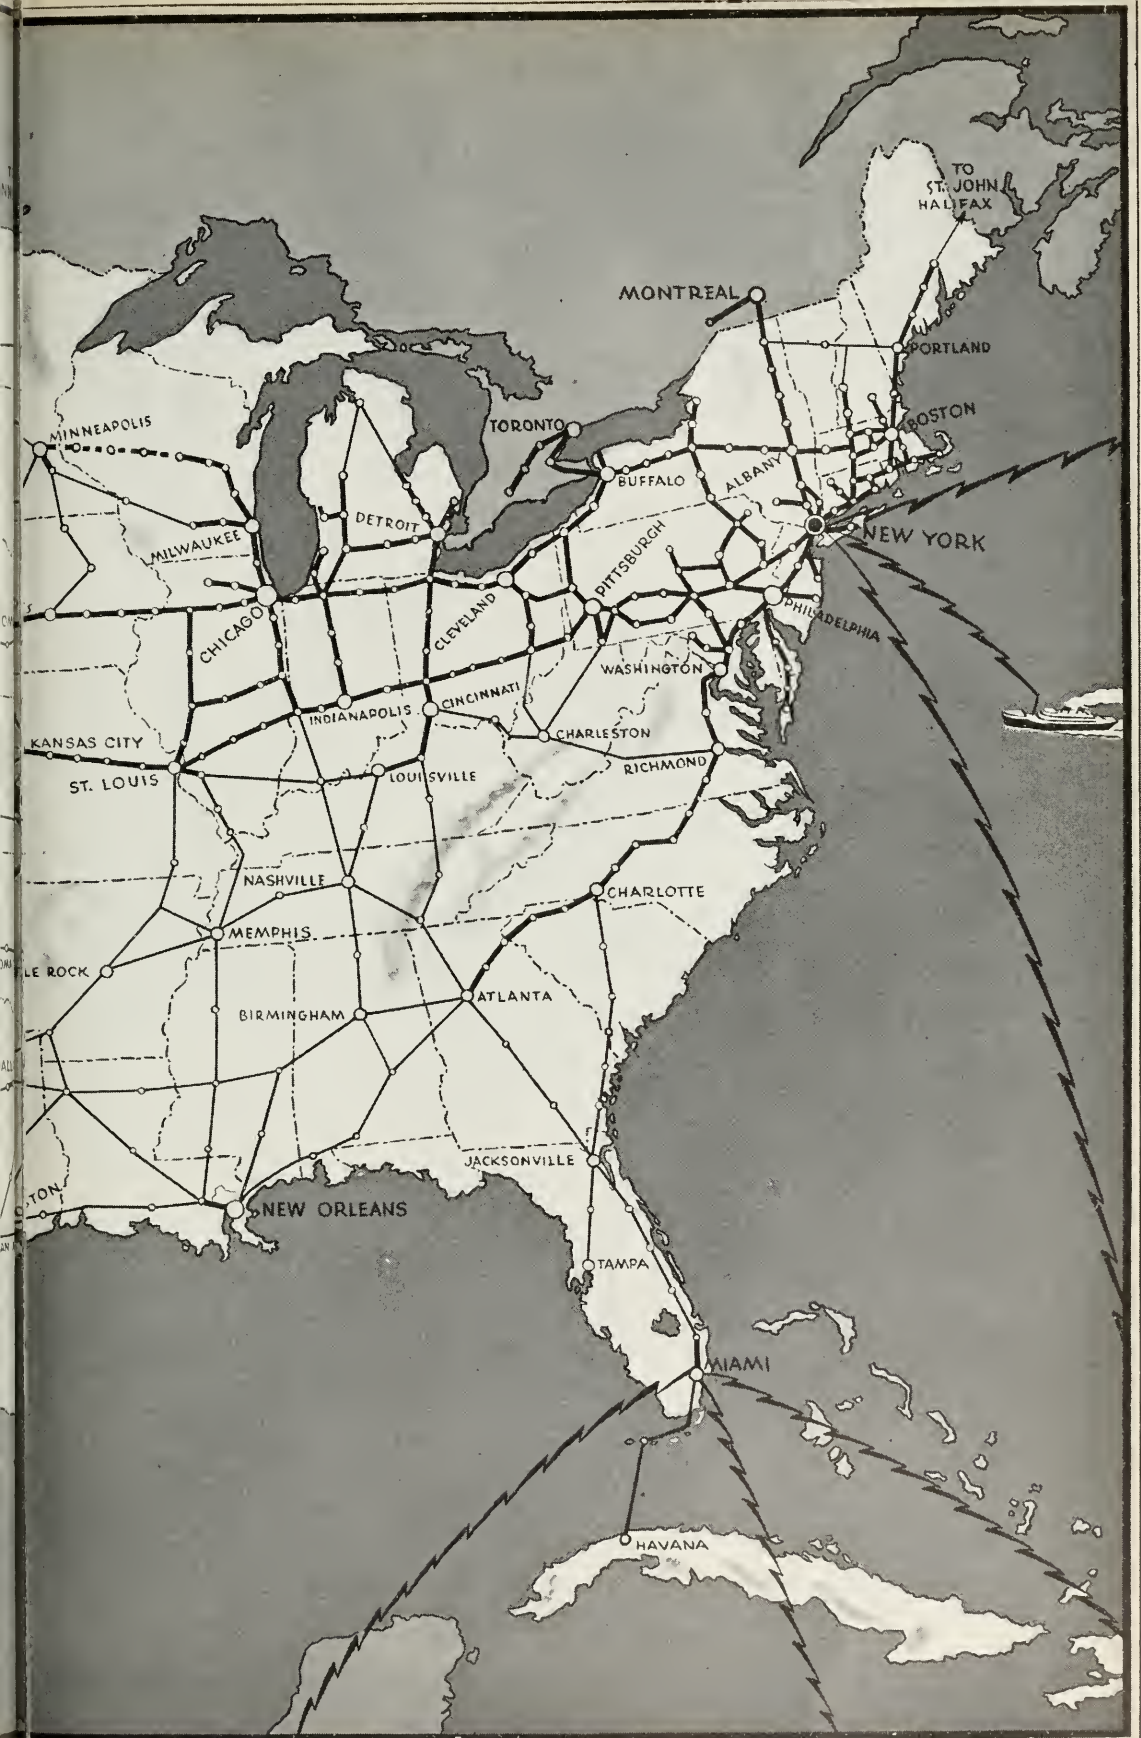 TO
ST. JOHN
HALIFAX
MONTREAL
PORTLAND
BOSTON
MINNEAPOLIS
TORONTO
BUFFALO
ALBANY
DETROIT
MILWAUKEE
NEW YORK
PITTSBURGH
CLEVELAND
CHICAGO
PHILADELPHIA
WASHINGTON
INDIANAPOLIS
CINCINNATI
KANSAS CITY
CHARLESTON
ST. LOUIS
LOUISVILLE
RICHMOND
NASHVILLE
CHARLOTTE
MEMPHIS
LE ROCK
ATLANTA
BIRMINGHAM
JACKSONVILLE
TON
NEW ORLEANS
TAMPA
MIAMI
HAVANA